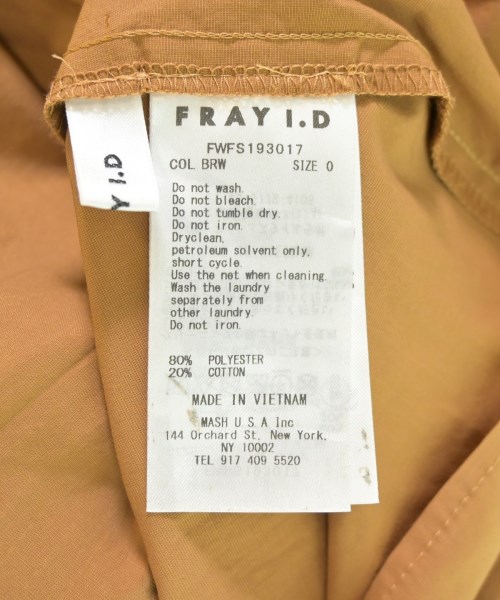 FRAY I.D
FWFS193017
COL BRW SIZE 0
Do not wash.
Do not bleach.
Do not tumble dry.
Do not iron.
Dryclean,
petroleum solvent only,
short cycle.
Use the net when cleaning.
Wash the laundry
separately from
other laundry.
Do not iron.
80% POLYESTER
20% COTTON
MADE IN VIETNAM
MASH U.S.A Inc
144 Orchard St, New York,
NY 10002
TEL 917 409 5520
AY I.D